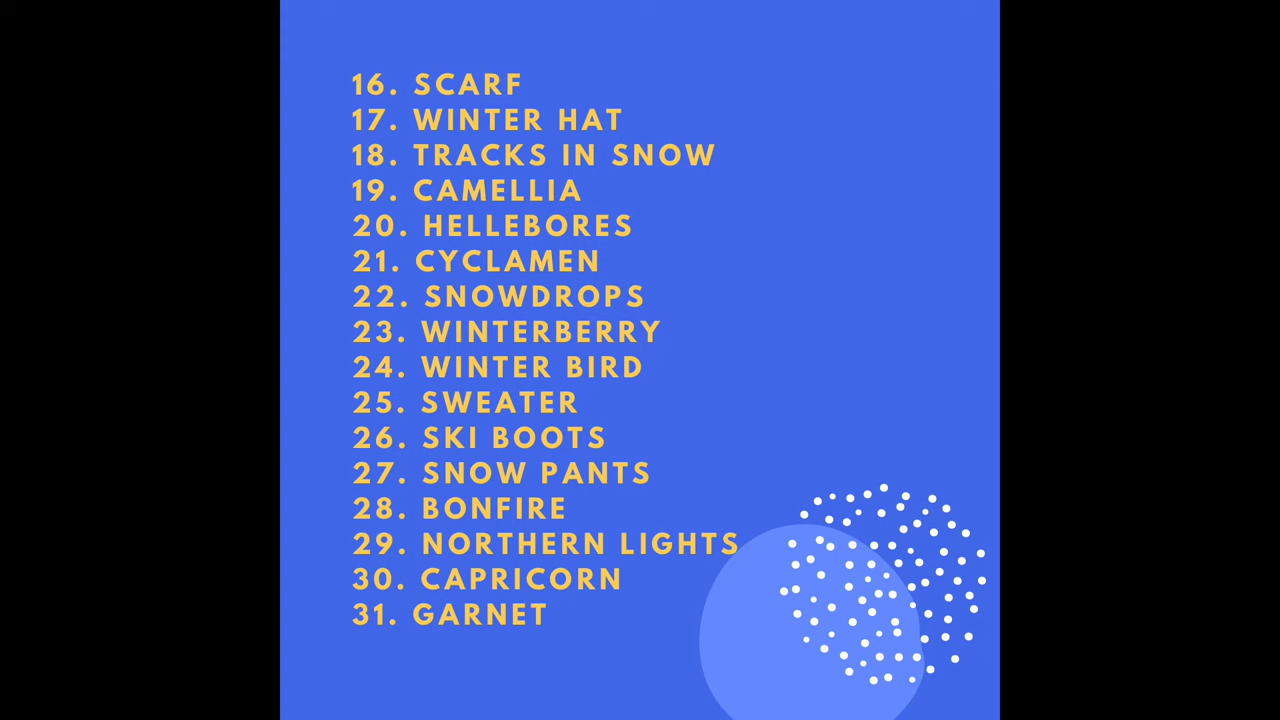 16. SCARF
17. WINTER HAT
18. TRACKS IN SNOW
19. CAMELLIA
20. HELLEBORES
21. CYCLAMEN
22. SNOWDROPS
23. WINTERBERRY
24. WINTER BIRD
25. SWEATER
26. SKI BOOTS
27. SNOW PANTS
28. BONFIRE
29. NORTHERN LIGHTS
30. CAPRICORN
31. GARNET